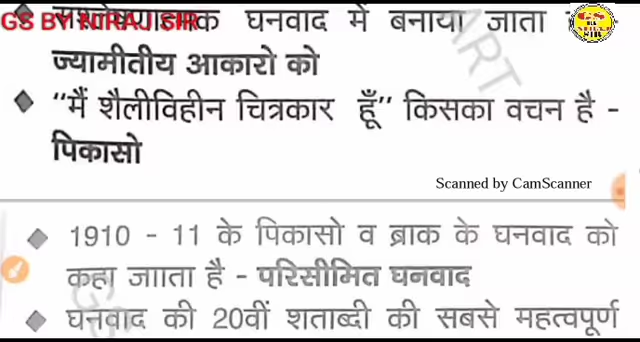 घनवाद में बनाया जाता
GS BY NIRAJ SIR
ज्यामीतीय आकारो को
“मैं शैलीविहीन चित्रकार हूँ” किसका वचन है -
पिकासो
Scanned by CamScanner
1910 - 11 के पिकासो व ब्राक के घनवाद को
कहा जााता है - परिसीमित घनवाद
घनवाद की 20वीं शताब्दी की सबसे महत्वपूर्ण